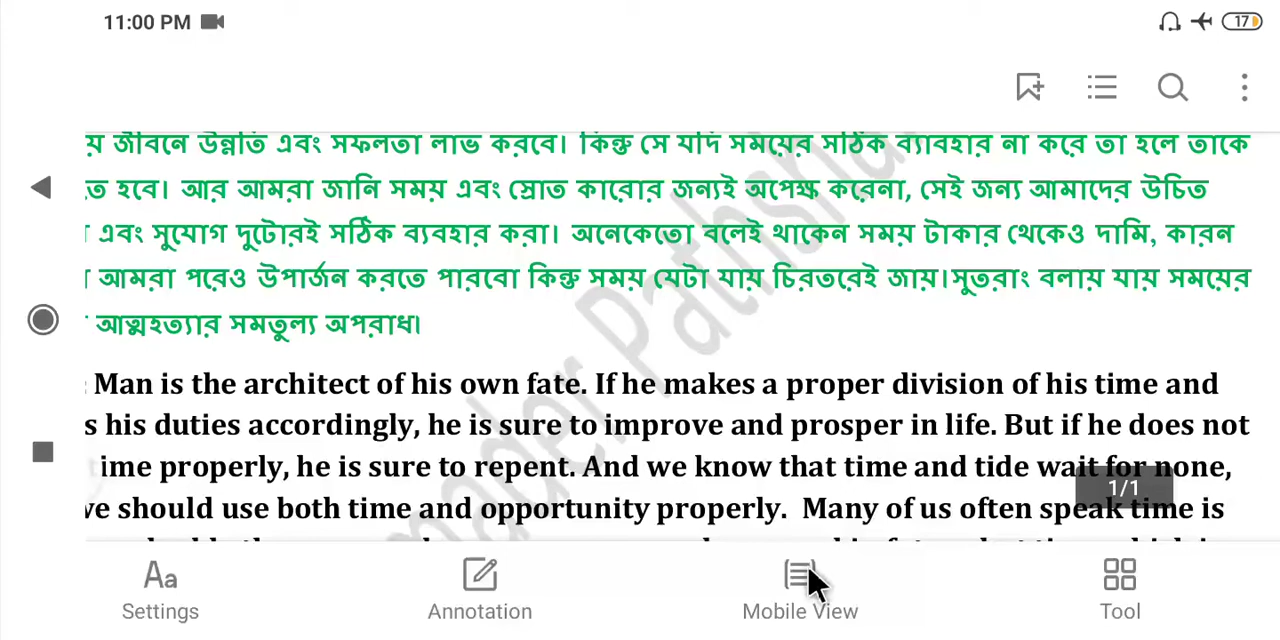 11:00 PM
17
য় জীবনে উন্নতি এবং সফলতা লাভ করবে। কিন্তু সে যদি সময়ের সঠিক ব্যাবহার না করে তা হলে তাকে
হবে। আর আমরা জানি সময় এবং স্রোত কারোর জন্যই অপেক্ষ করেনা, সেই জন্য আমাদের উচিত
এবং সুযোগ দুটোরই সঠিক ব্যবহার করা। অনেকেতো বলেই থাকেন সময় টাকার থেকেও দামি, কারন
আমরা পরেও উপার্জন করতে পারবো কিন্তু সময় যেটা যায় চিরতরেই জায়।সুতরাং বলায় যায় সময়ের
আত্মহত্যার সমতুল্য অপরাধ।
Man is the architect of his own fate. If he makes a proper division of his time and
s his duties accordingly, he is sure to improve and prosper in life. But if he does not
ime properly, he is sure to repent. And we know that time and tide wait for none,
we should use both time and opportunity properly. Many of us often speak time is
1/1
Settings
Annotation
Mobile View
Tool